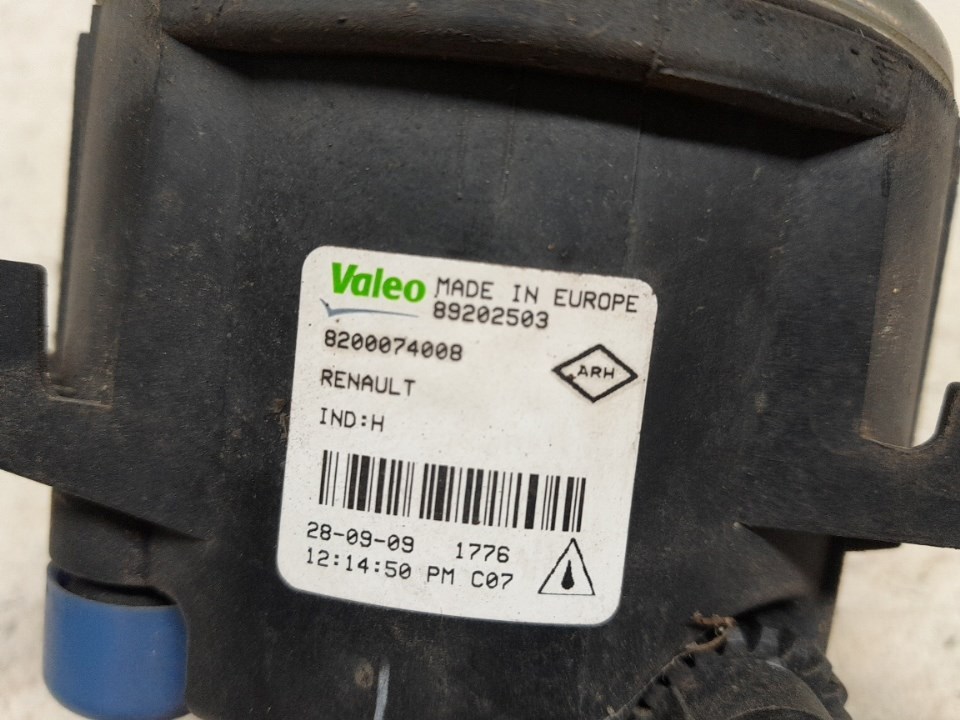 Valeo MADE IN EUROPE
89202503
8200074008
ARH
RENAULT
IND:H
28-09-09 1776
12:14:50 PM C07